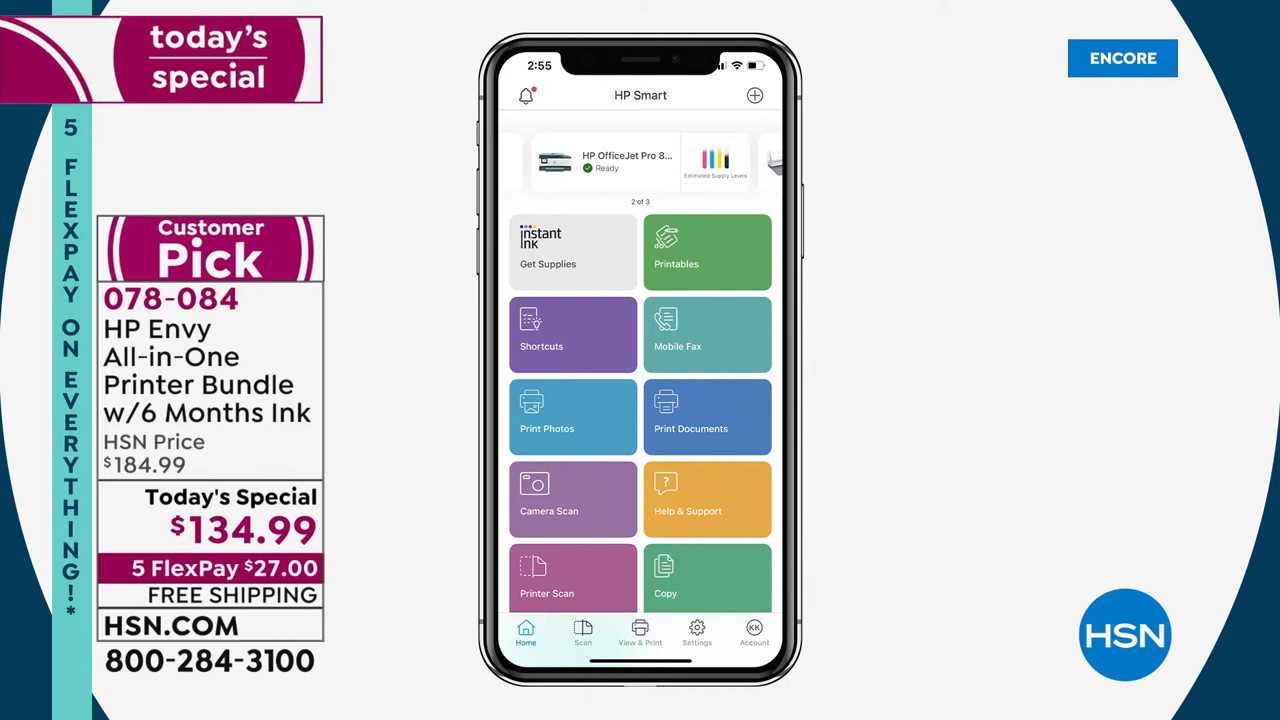 today's
special
5 FLEXPAY ON EVERYTHING!*
Customer
Pick
078-084
HP Envy
All-in-One
Printer Bundle
w/6 Months Ink
HSN Price
$184.99
Today's Special
$134.99
5 FlexPay $27.00
FREE SHIPPING
HSN.COM
800-284-3100
2:55
HP Smart
HP OfficeJet Pro 8...
Ready
Estimated Supply Levels
2 of 3
instant
ink
Get Supplies
Printables
Shortcuts
Mobile Fax
Print Photos
Print Documents
Camera Scan
Help & Support
Printer Scan
Copy
Home
Scan
View & Print
Settings
KK
Account
ENCORE
HSN